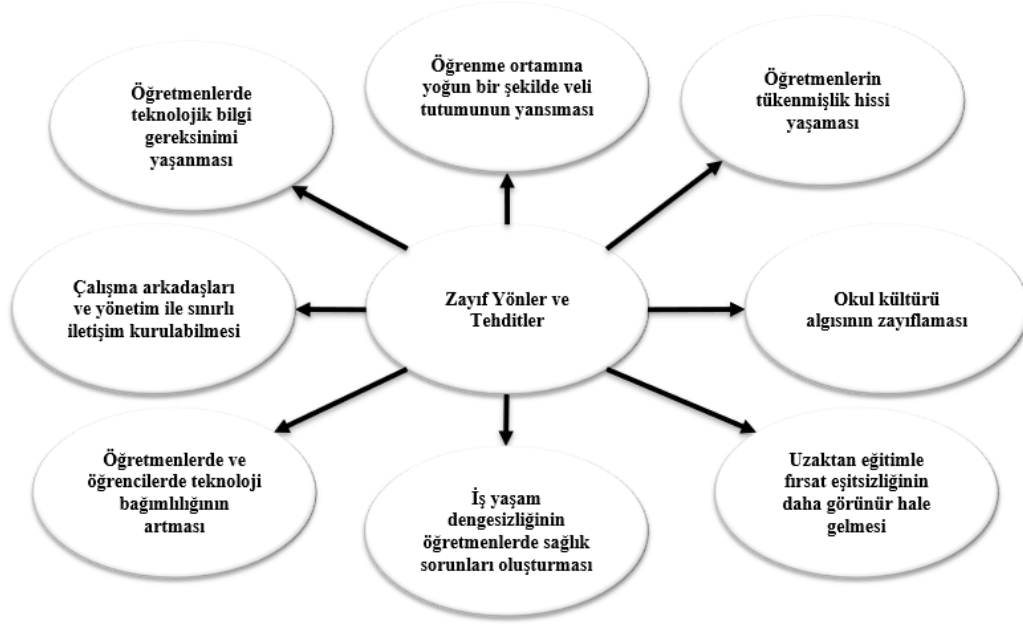 Öğretmenlerde
teknolojik bilgi
gereksinimi
yaşanması
Öğrenme ortamına
yoğun bir şekilde veli
tutumunun yansıması
Öğretmenlerin
tükenmişlik hissi
yaşaması
Çalışma arkadaşları
ve yönetim ile sınırlı
iletişim kurulabilmesi
Zayıf Yönler ve
Tehditler
Okul kültürü
algısının zayıflaması
Öğretmenlerde ve
öğrencilerde teknoloji
bağımlılığının
artması
İş yaşam
dengesizliğinin
öğretmenlerde sağlık
sorunları oluşturması
Uzaktan eğitimle
fırsat eşitsizliğinin
daha görünür hale
gelmesi